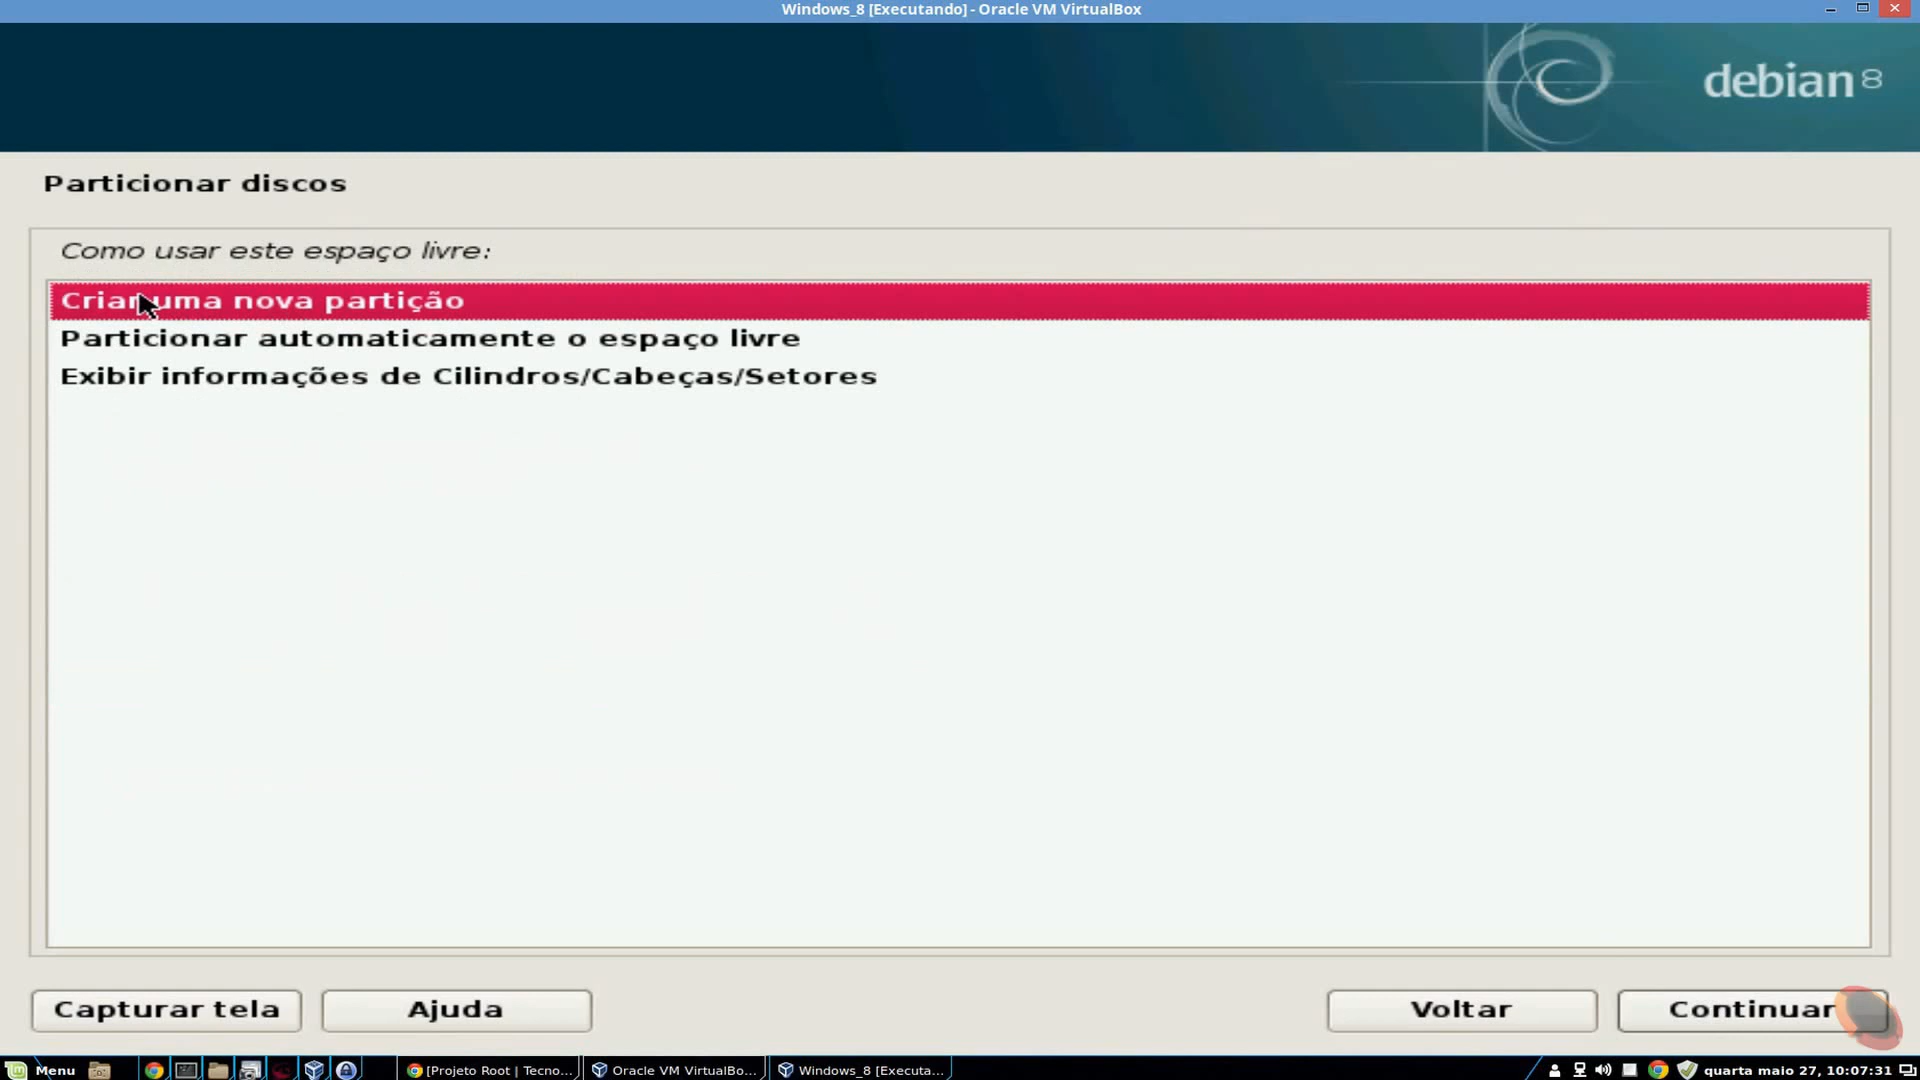 Windows_8 [Executando] - Oracle VM VirtualBox
debian 8
Particionar discos
Como usar este espaço livre:
Criar uma nova partição
Particionar automaticamente o espaço livre
Exibir informações de Cilindros/Cabeças/Setores
Capturar tela
Ajuda
Voltar
Continuar
Menu
[Projeto Root | Tecno...
Oracle VM VirtualBo...
Windows_8 [Executa...
quarta maio 27, 10:07:31